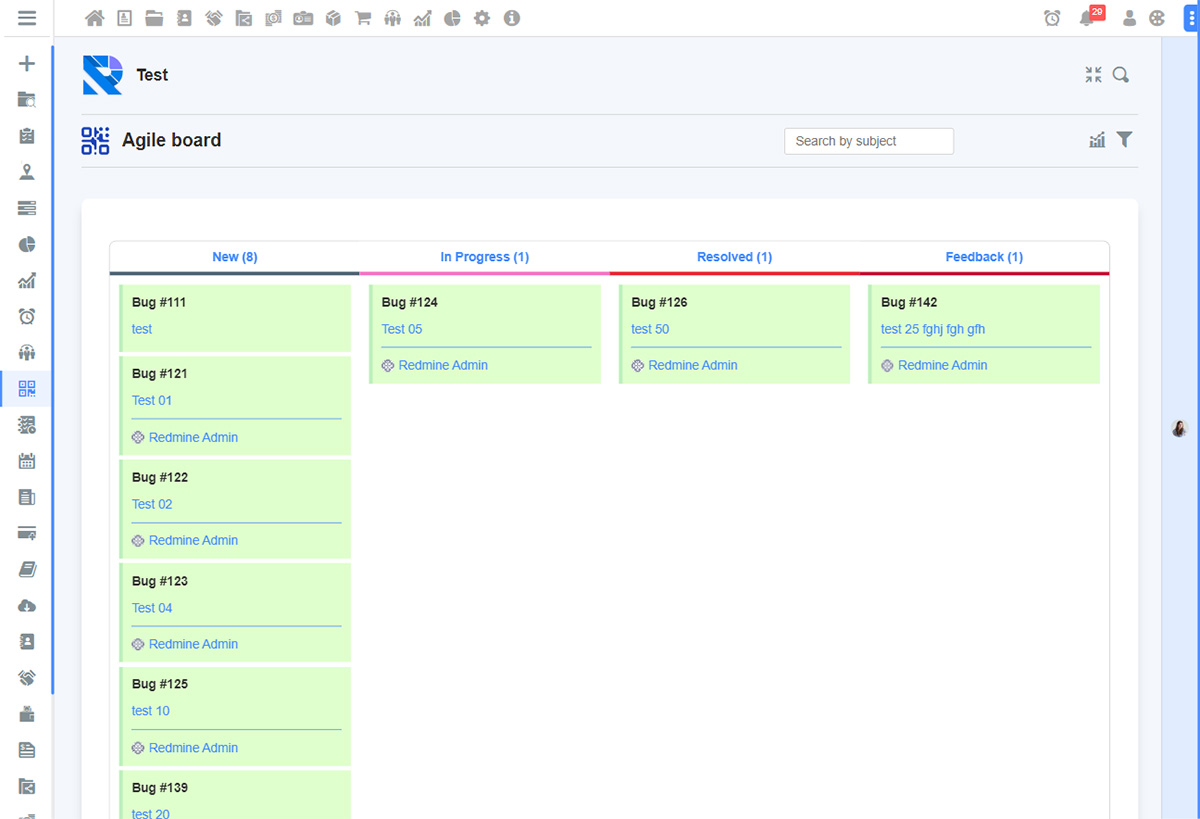 29
Test
Agile board
Search by subject
New (8)
In Progress (1)
Resolved (1)
Feedback (1)
Bug #111
test
Bug #121
Test 01
Redmine Admin
Bug #122
Test 02
Redmine Admin
Bug #123
Test 04
Redmine Admin
Bug #125
test 10
Redmine Admin
Bug #139
test 20
Bug #124
Test 05
Redmine Admin
Bug #126
test 50
Redmine Admin
Bug #142
test 25 fghj fgh gfh
Redmine Admin